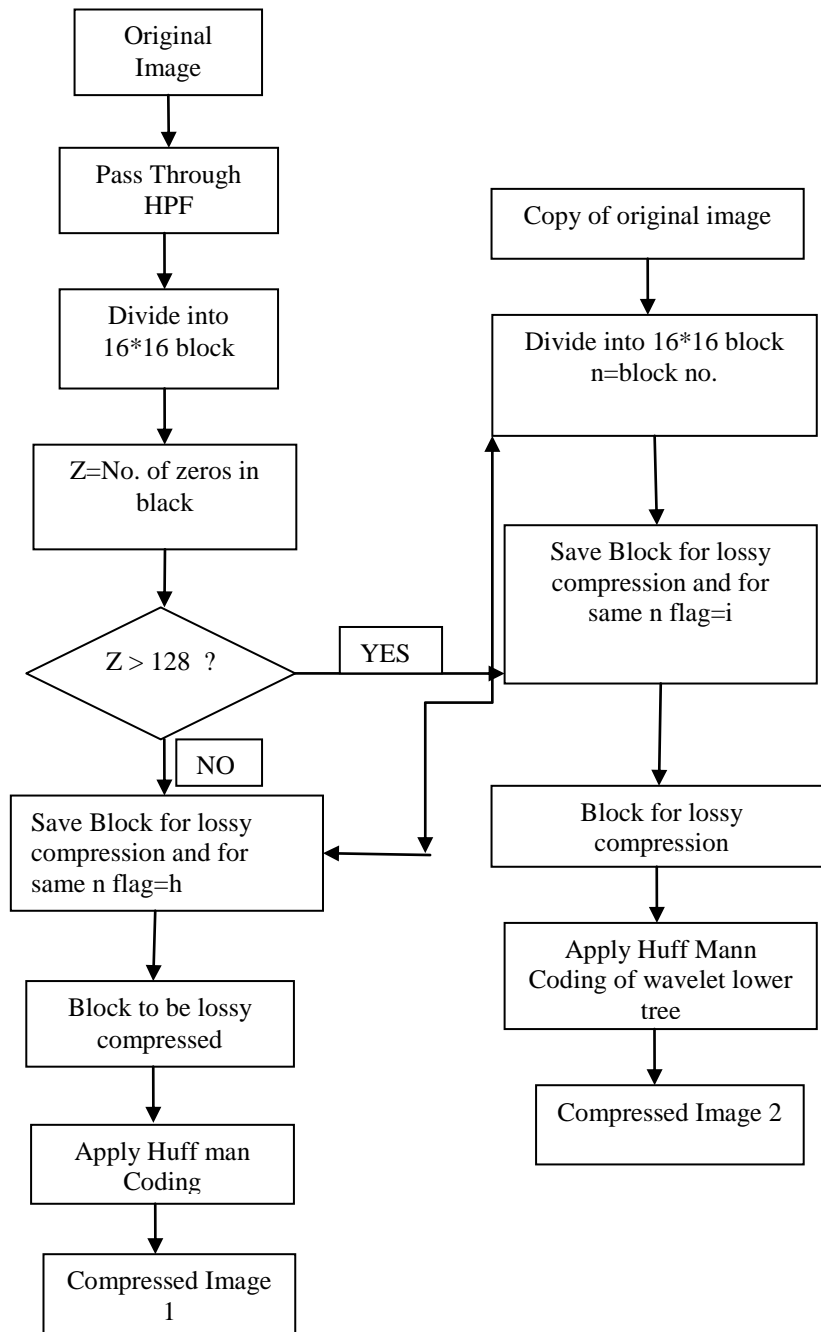 Original
Image
Pass Through
HPF
Divide into
16*16 block
Z=No. of zeros in
black
Z > 128 ?
YES
NO
Save Block for lossy
compression and for
same n flag=h
Block to be lossy
compressed
Apply Huff man
Coding
Compressed Image
1
Copy of original image
Divide into 16*16 block
n=block no.
Save Block for lossy
compression and for
same n flag=i
Block for lossy
compression
Apply Huff Mann
Coding of wavelet lower
tree
Compressed Image 2